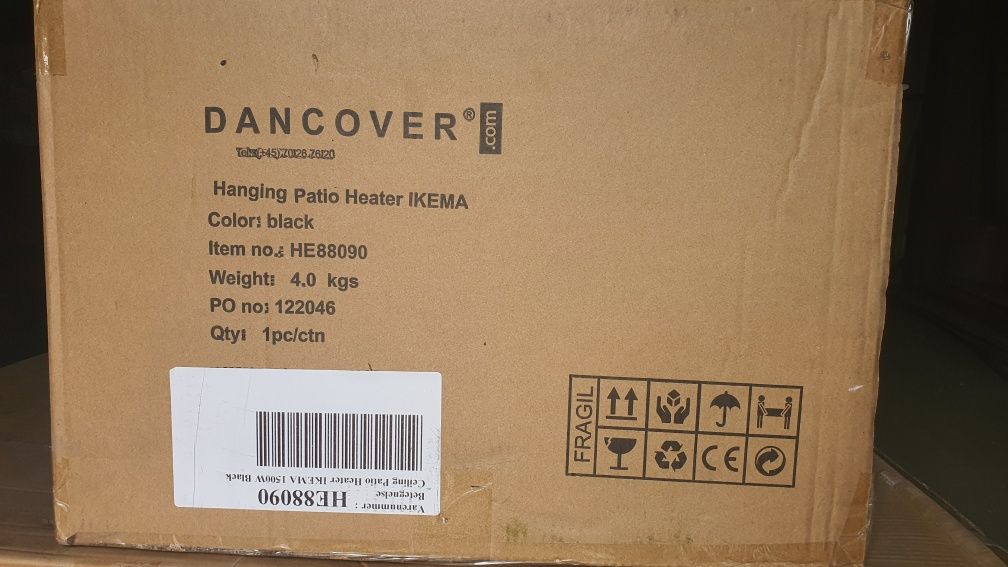 DANCOVER® .com
Hanging Patio Heater IKEMA
Color: black
Item no.: HE88090
Weight: 4.0 kgs
PO no: 122046
Qty: 1pc/ctn
Varenummer : HE88090
Betegnelse
Ceiling Patio Heater IKEMA 1500W Black
FRAGIL
CE